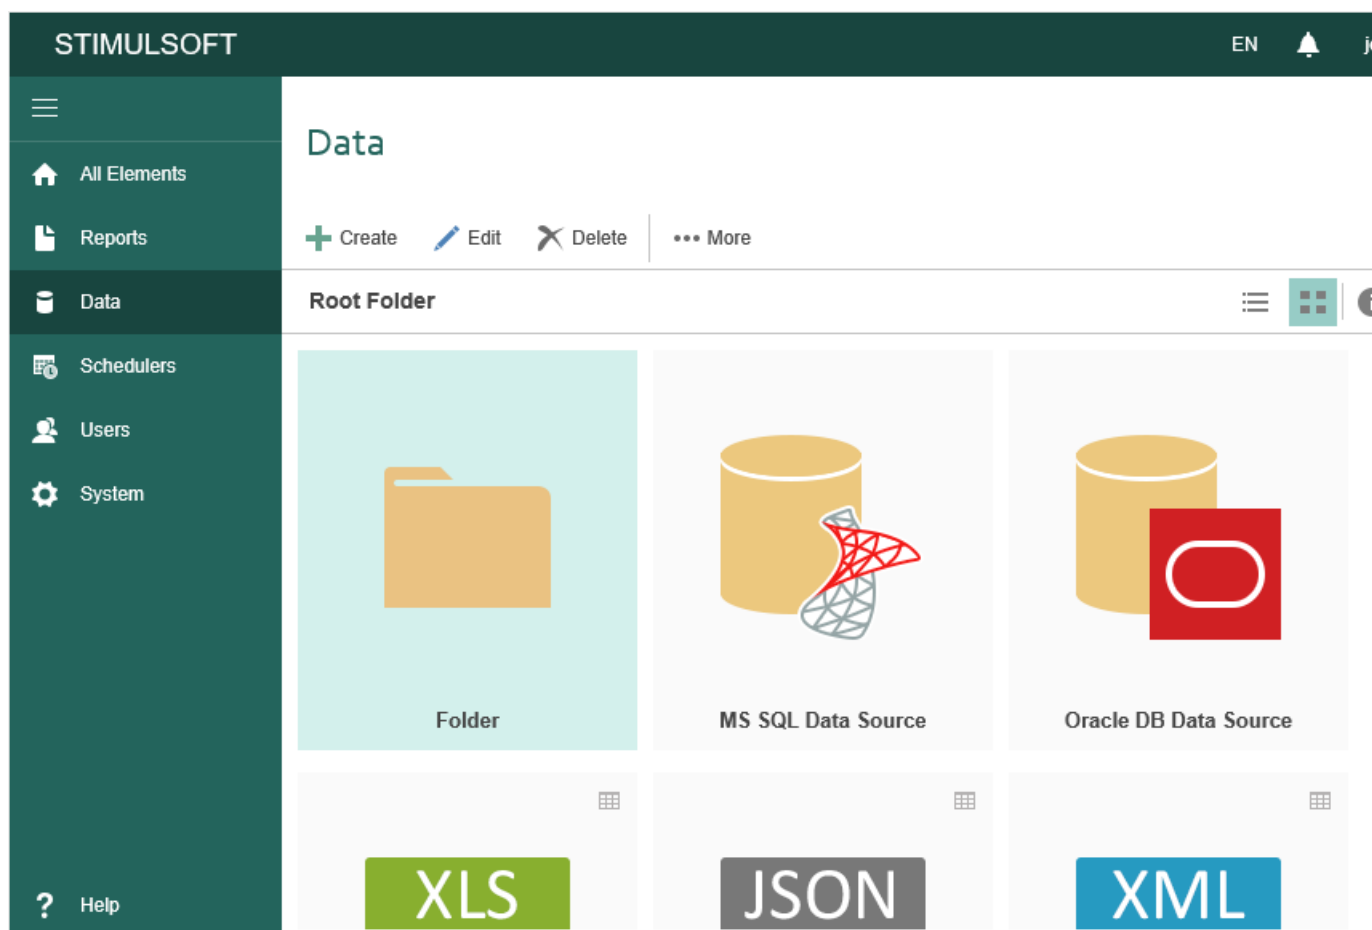 STIMULSOFT
EN
All Elements
Reports
Data
Schedulers
Users
System
Help
Data
Create Edit Delete ••• More
Root Folder
Folder
MS SQL Data Source
Oracle DB Data Source
XLS
JSON
XML